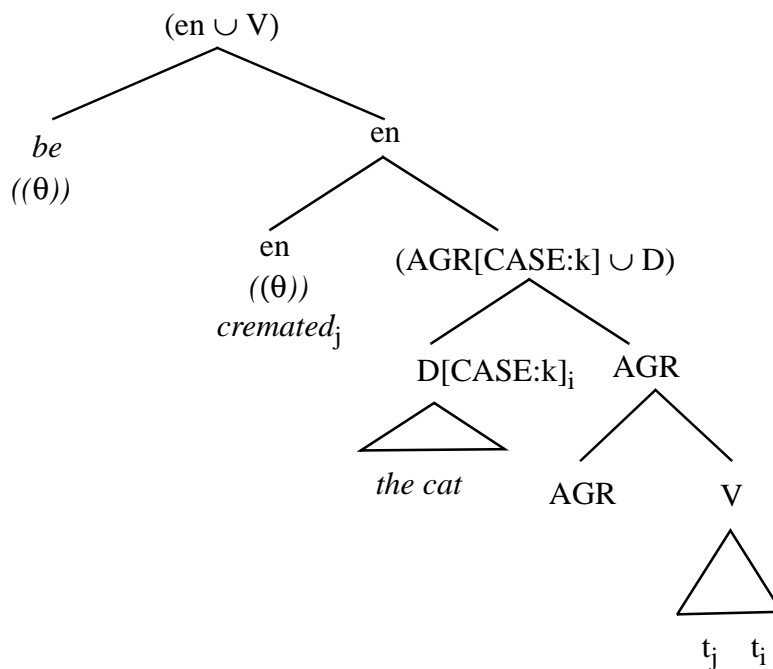 (en ∪ V)
be
((θ))
en
en
((θ))
cremated_j
(AGR[CASE:k] ∪ D)
D[CASE:k]_i AGR
the cat AGR V
t_j t_i